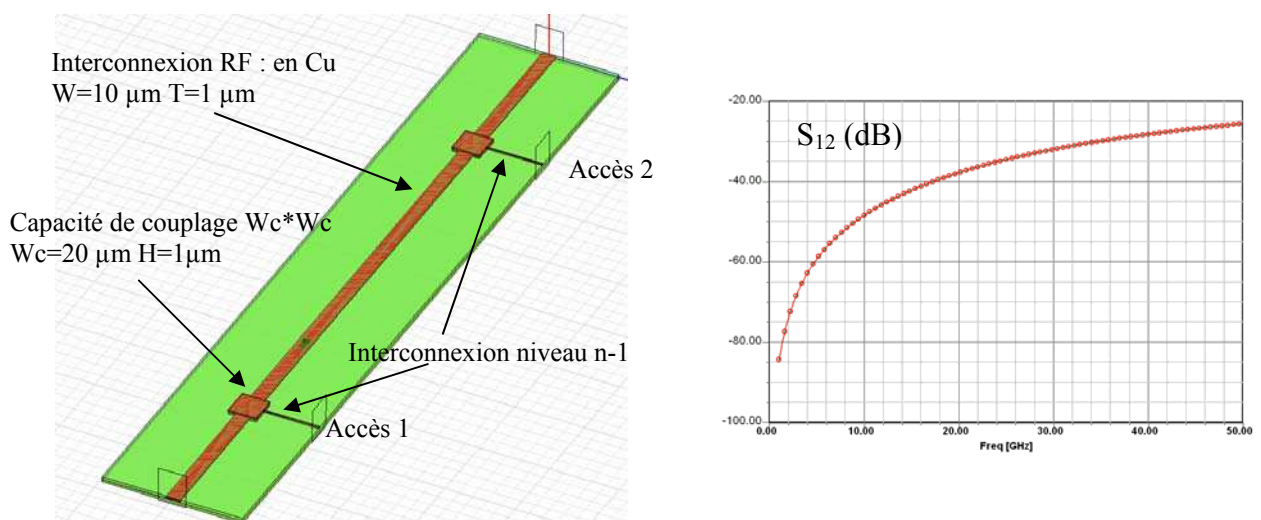 Interconnexion RF : en Cu
W=10 µm T=1 µm
Accès 2
Capacité de couplage Wc*Wc
Wc=20 µm H=1µm
Interconnexion niveau n-1
Accès 1
-20.00
S12 (dB)
-40.00
-60.00
-80.00
-100.00
0.00 10.00 20.00 30.00 40.00 50.00
Freq [GHz]